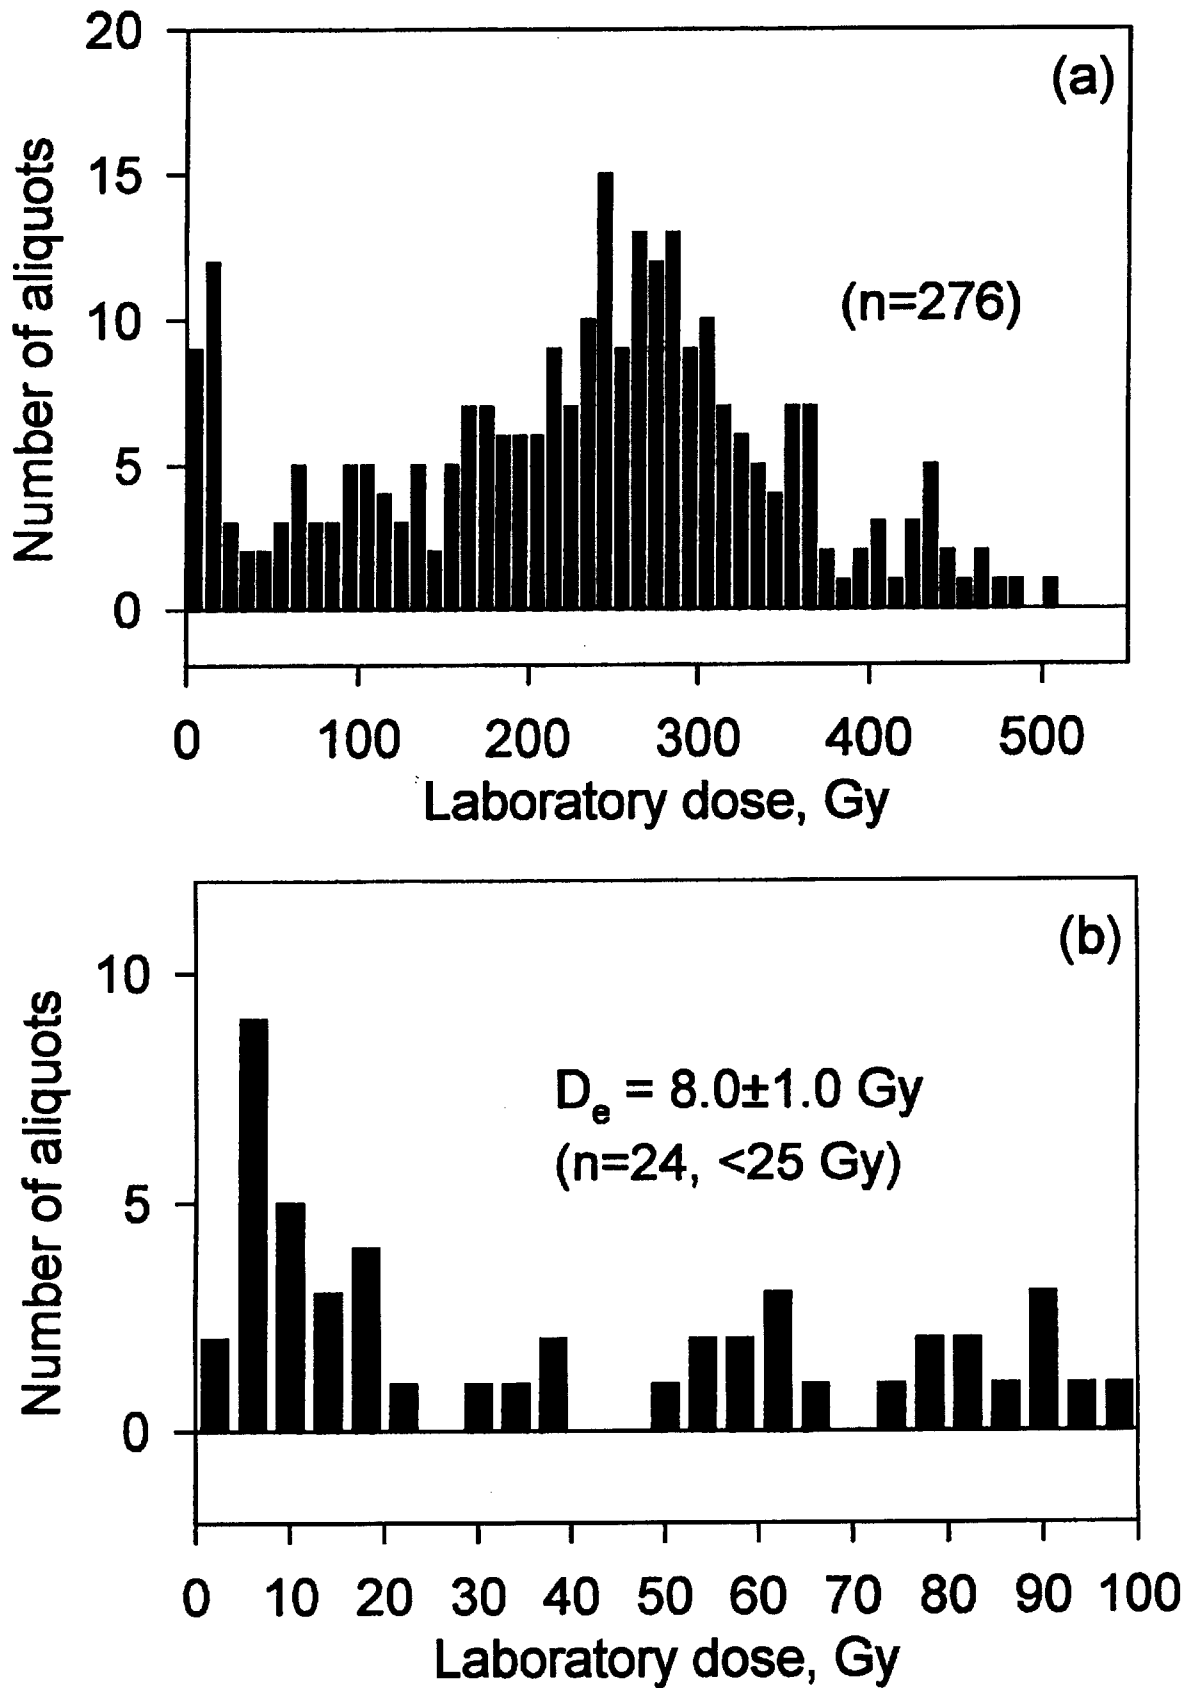 20
(a)
15
10
5
0
Number of aliquots
(n=276)
0 100 200 300 400 500
Laboratory dose, Gy
(b)
10
5
0
Number of aliquots
De = 8.0±1.0 Gy
(n=24, <25 Gy)
0 10 20 30 40 50 60 70 80 90 100
Laboratory dose, Gy